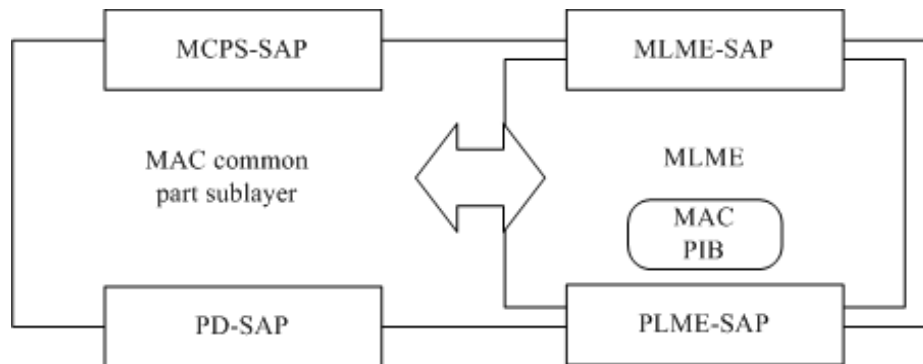 MCPS-SAP
MLME-SAP
MAC common
part sublayer
MLME
MAC
PIB
PD-SAP
PLME-SAP